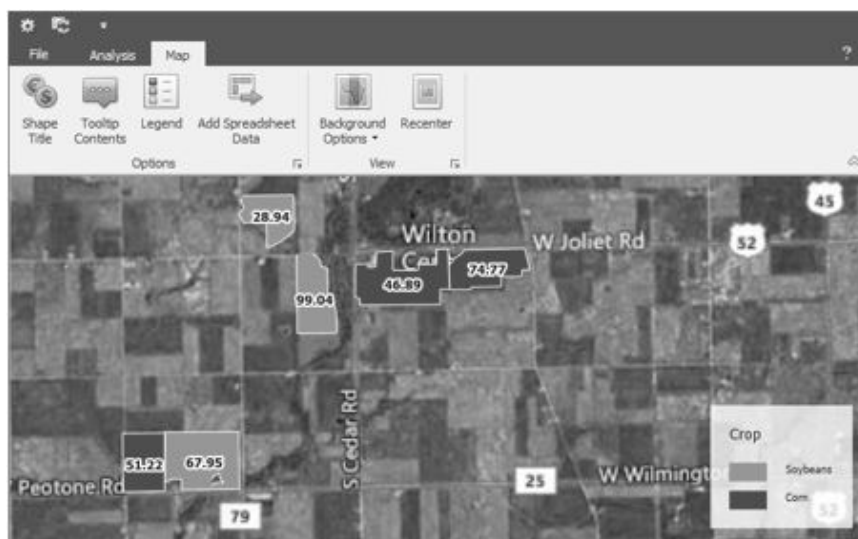 File Analysis Map ?
Shape Title
Tooltip Contents
Legend
Add Spreadsheet Data
Background Options
Recenter
Options
View
45
28.94
Wilton
W Joliet Rd
52
74.77
46.89
99.04
S Cedar Rd
Crop
51.22
67.95
Soybeans
W Wilmington
Peotone Rd
25
Corn
79
52